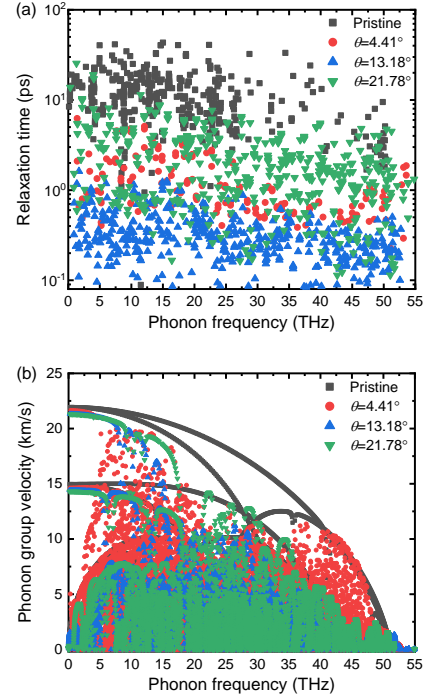 (a)
10²
10¹
10⁰
10⁻¹
Relaxation time (ps)
Pristine
θ=4.41°
θ=13.18°
θ=21.78°
0 5 10 15 20 25 30 35 40 45 50 55
Phonon frequency (THz)
(b)
25
20
15
10
5
0
Phonon group velocity (km/s)
Pristine
θ=4.41°
θ=13.18°
θ=21.78°
0 5 10 15 20 25 30 35 40 45 50 55
Phonon frequency (THz)